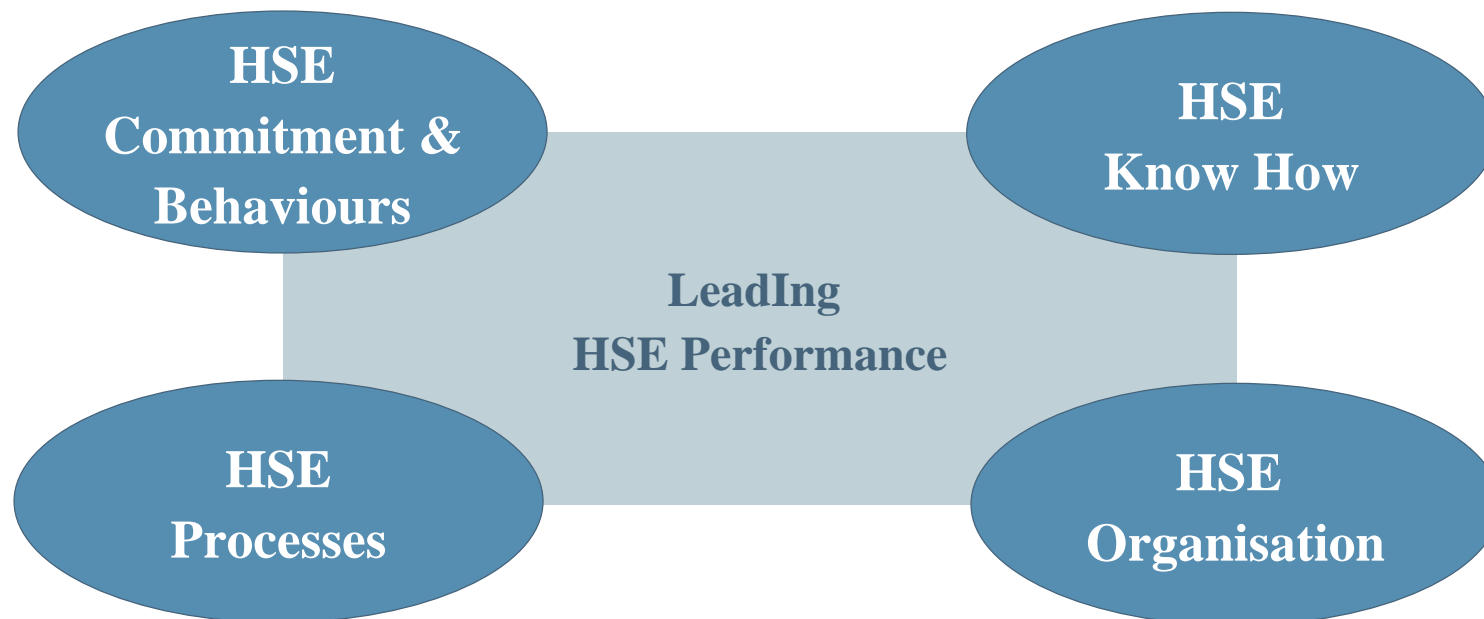 HSE
Commitment &
Behaviours
HSE
Know How
LeadIng
HSE Performance
HSE
Processes
HSE
Organisation